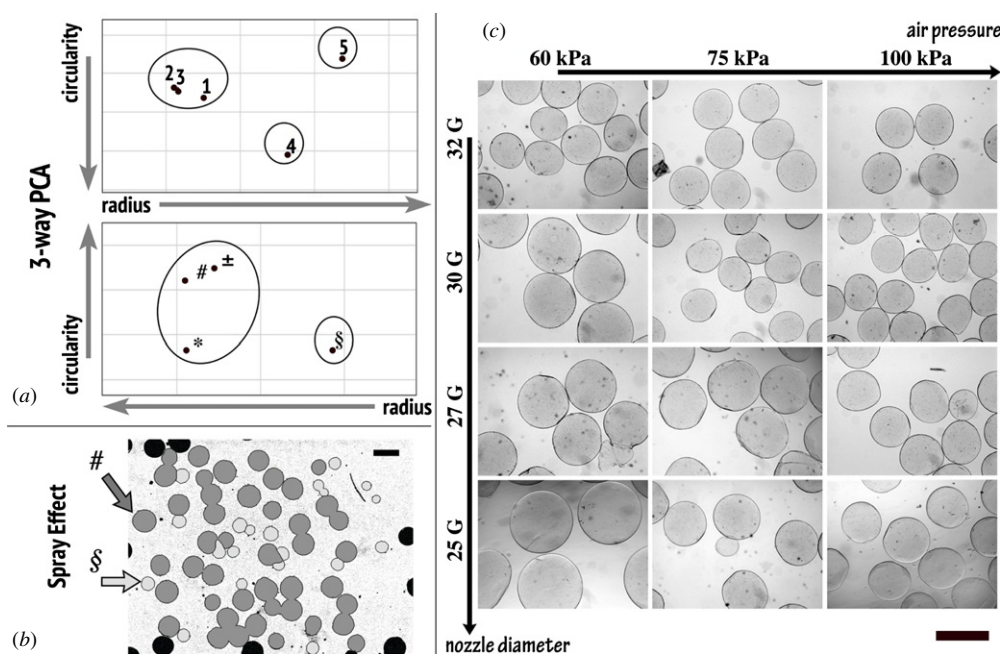 3-way PCA
circularity
5
2 3
1
4
radius
circularity
# ±
*
§
radius
(a)
Spray Effect
#
§
(b)
(c)
air pressure
60 kPa 75 kPa 100 kPa
32 G
30 G
27 G
25 G
nozzle diameter